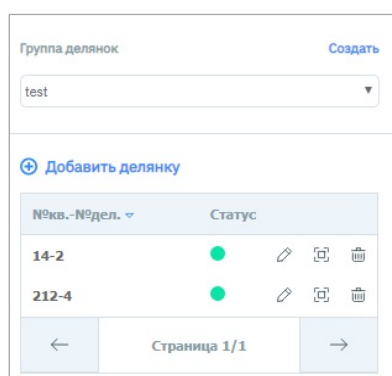 Группа делянок Создать
test
Добавить делянку
№кв.-№дел. Статус
14-2
212-4
Страница 1/1